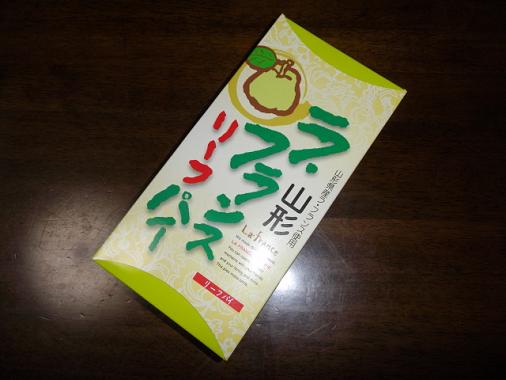 山形県産ラ・フランス使用
山形
ラ・フランス
リーフパイ
La france
リーフパイ